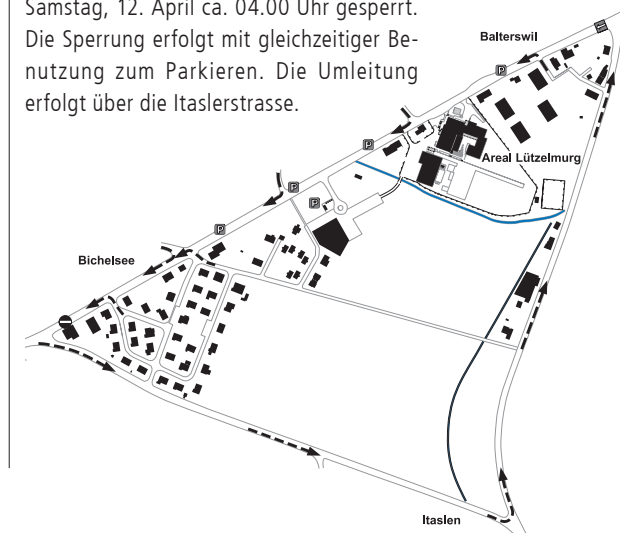 Samstag, 12. April ca. 04.00 Uhr gesperrt.
Die Sperrung erfolgt mit gleichzeitiger Be-
nutzung zum Parkieren. Die Umleitung
erfolgt über die Itaslerstrasse.
Balterswil
P
P
Areal Lützelmurg
P
P
Bichelsee
Itaslen